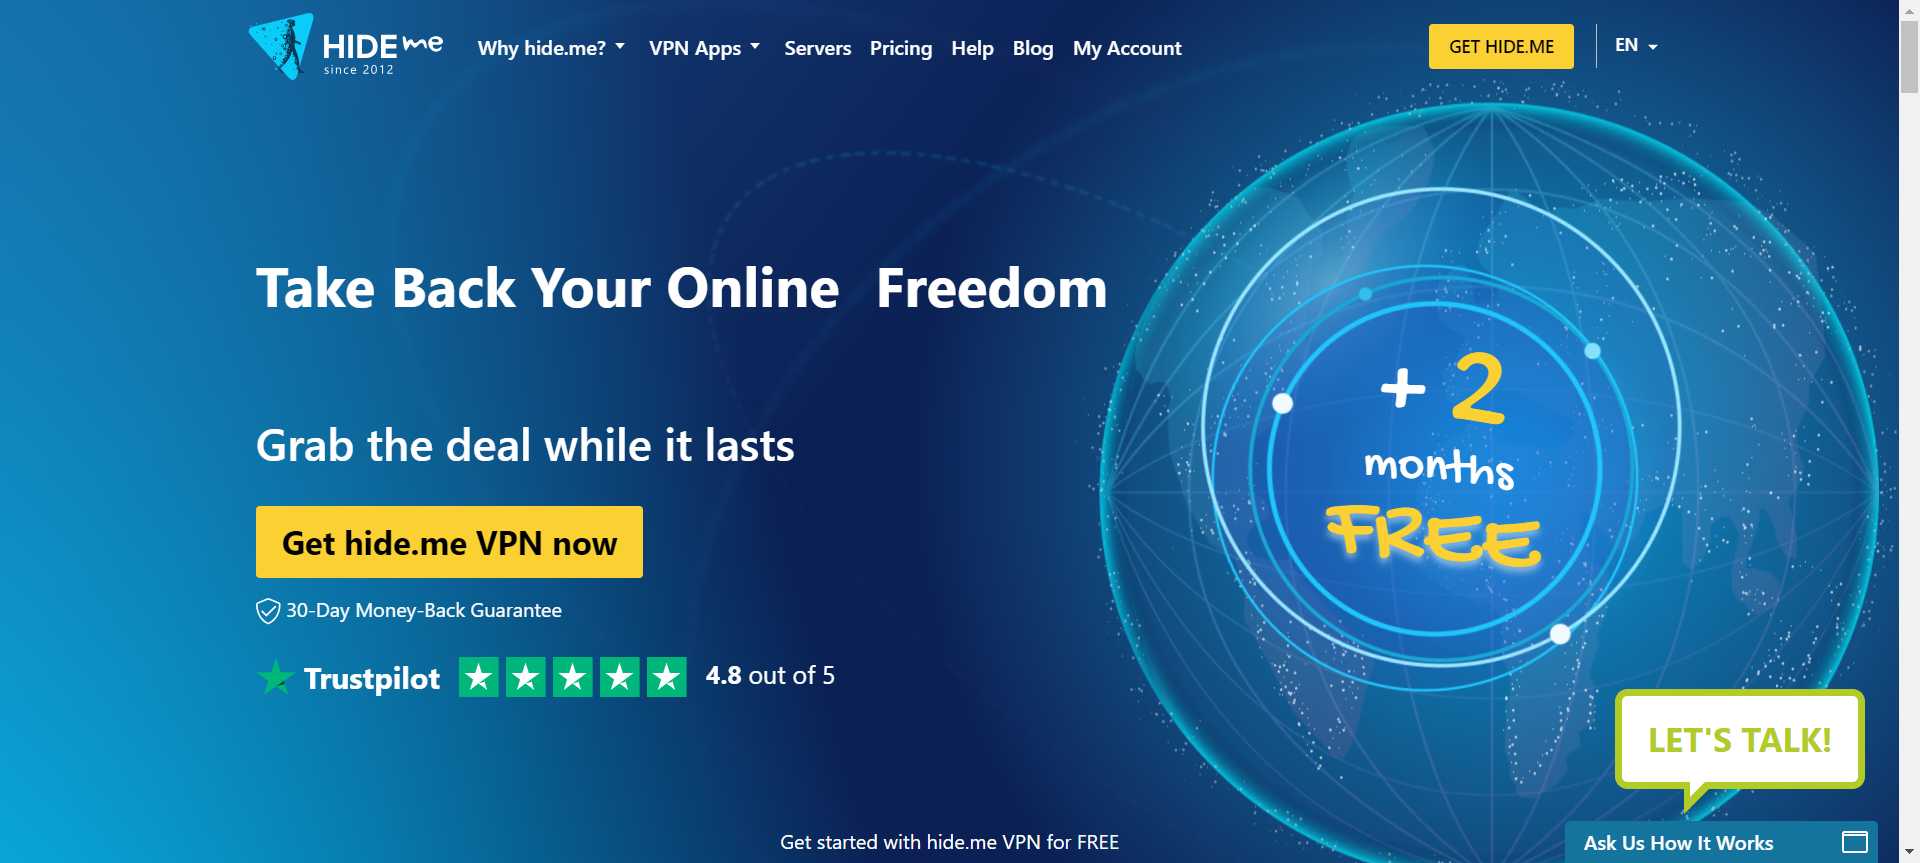 HIDE me
since 2012
Why hide.me?
VPN Apps
Servers
Pricing
Help
Blog
My Account
GET HIDE.ME
EN
Take Back Your Online Freedom
+ 2
months
FREE
Grab the deal while it lasts
Get hide.me VPN now
30-Day Money-Back Guarantee
Trustpilot
4.8 out of 5
LET'S TALK!
Get started with hide.me VPN for FREE
Ask Us How It Works